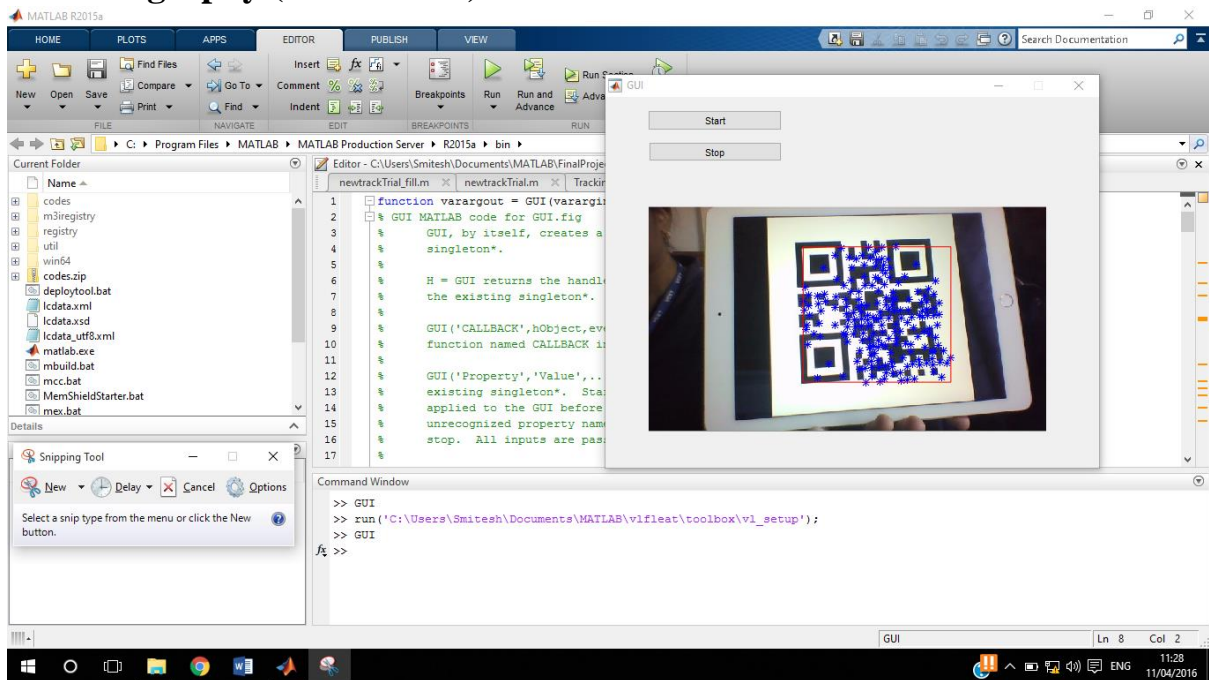 MATLAB R2015a
HOME PLOTS APPS EDITOR PUBLISH VIEW
Search Documentation
New Open Save
Find Files
Compare
Print
FILE
Go To
Find
NAVIGATE
Insert fx
Comment
Indent
EDIT
Breakpoints
BREAKPOINTS
Run
Run and Advance
Run Section
RUN
C: Program Files MATLAB MATLAB Production Server R2015a bin
Current Folder
Name
codes
m3iregistry
registry
util
win64
codes.zip
deploytool.bat
lcdata.xml
lcdata.xsd
lcdata_utf8.xml
matlab.exe
mbuild.bat
mcc.bat
MemShieldStarter.bat
mex.bat
Details
Editor - C:\Users\Smitesh\Documents\MATLAB\FinalProje
newtrackTrial_fill.m newtrackTrial.m
1 function varargout = GUI(varargi
2 % GUI MATLAB code for GUI.fig
3 % GUI, by itself, creates a
4 % singleton*.
5 %
6 % H = GUI returns the handl
7 % the existing singleton*.
8 %
9 % GUI('CALLBACK',hObject,eve
10 % function named CALLBACK i
11 %
12 % GUI('Property','Value',..
13 % existing singleton*. Sta
14 % applied to the GUI before
15 % unrecognized property nam
16 % stop. All inputs are pas
17 %
GUI
Start
Stop
Snipping Tool
New Delay Cancel Options
Select a snip type from the menu or click the New
button.
Command Window
>> GUI
>> run('C:\Users\Smitesh\Documents\MATLAB\vlfleat\toolbox\vl_setup');
>> GUI
fx >>
GUI Ln 8 Col 2
ENG 11:28
11/04/2016